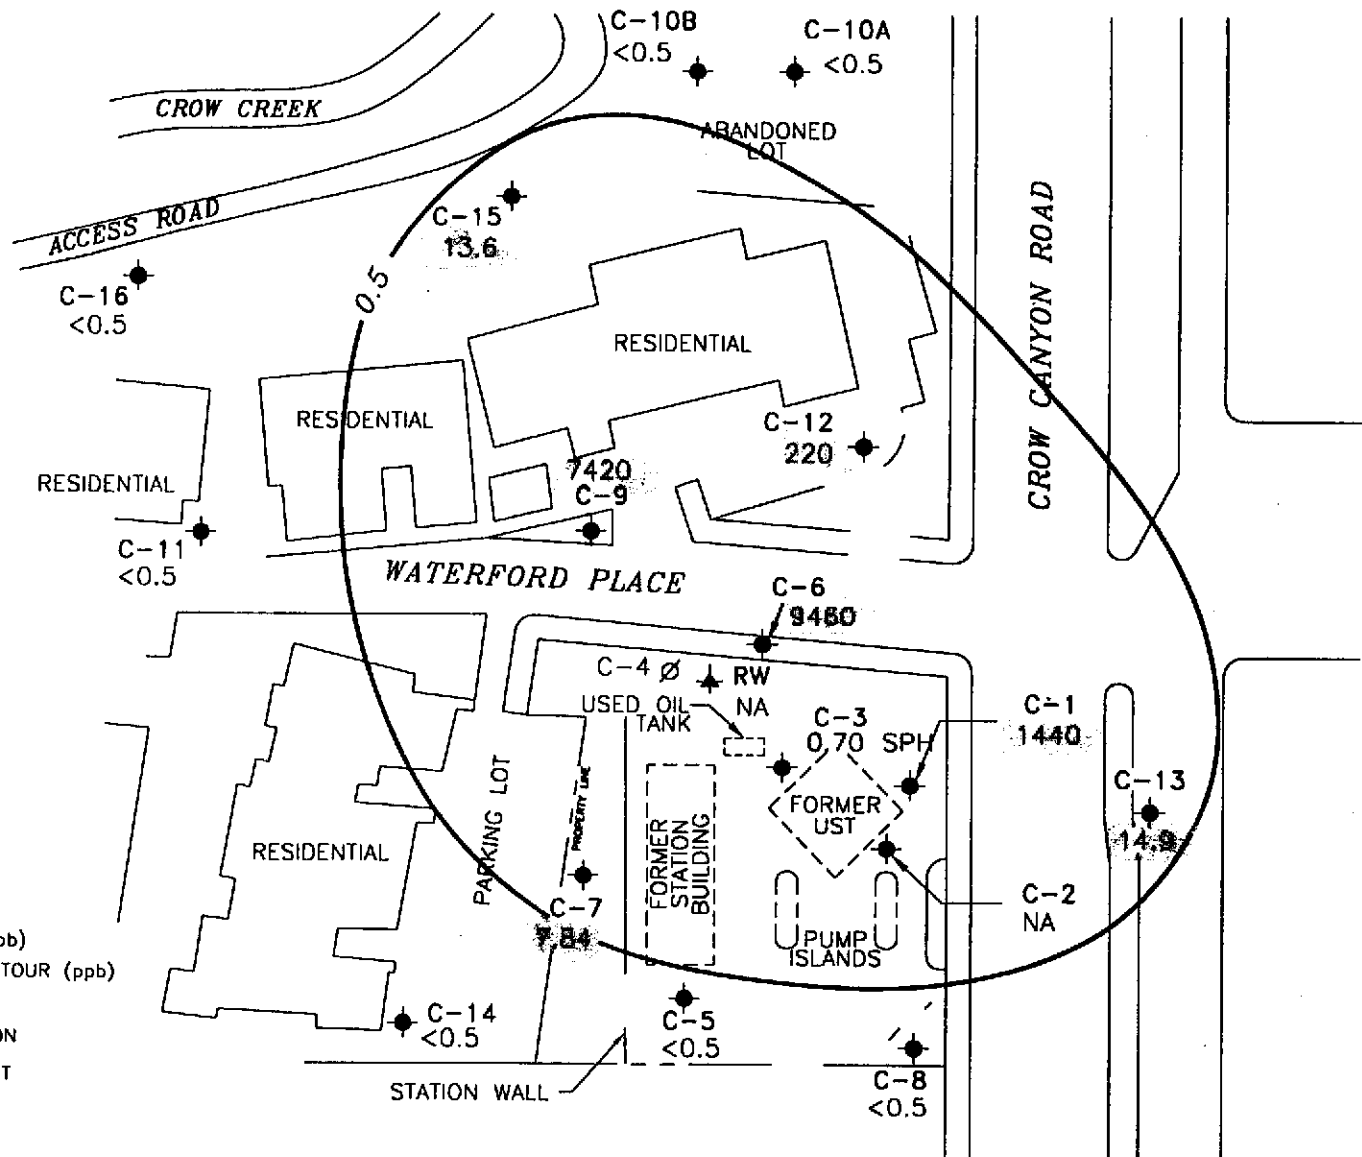 C-10B
<0.5
C-10A
<0.5
CROW CREEK
ABANDONED
LOT
ACCESS ROAD
C-15
13.6
C-16
<0.5
0.5
CROW CANYON ROAD
RESIDENTIAL
RESIDENTIAL
C-12
220
RESIDENTIAL
7420
C-9
C-11
<0.5
WATERFORD PLACE
C-6
9460
C-4 Ø
RW
NA
USED OIL
TANK
C-3
0.70 SPH
C-1
1440
C-13
14.9
FORMER
UST
PROPERTY LINE
PARKING LOT
RESIDENTIAL
FORMER
STATION
BUILDING
C-2
NA
C-7
7.84
PUMP
ISLANDS
pb)
TOUR (ppb)
ON
T
C-14
<0.5
C-5
<0.5
STATION WALL
C-8
<0.5